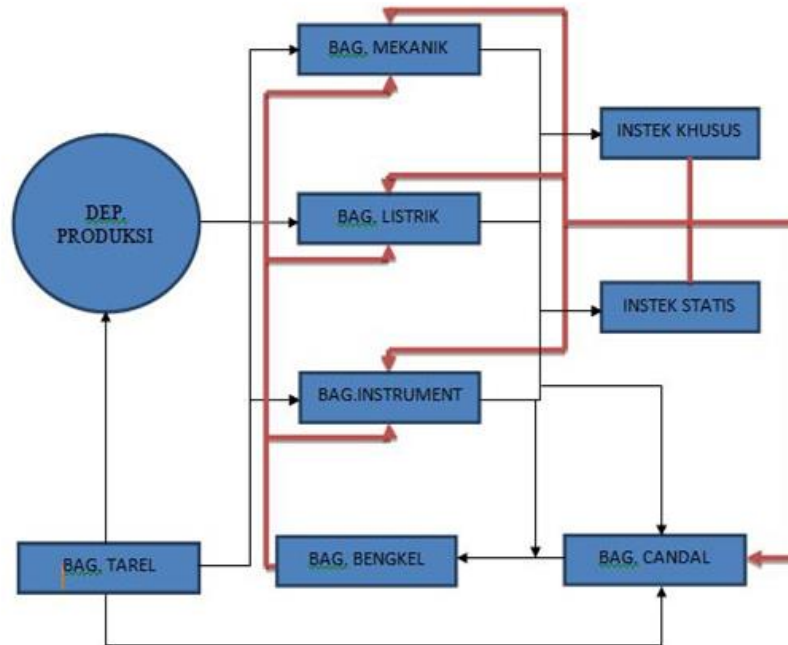 BAG, MEKANIK
INSTEK KHUSUS
DEP.
PRODUKSI
BAG, LISTRIK
INSTEK STATIS
BAG.INSTRUMENT
BAG, TAREL
BAG, BENGKEL
BAG, CANDAL